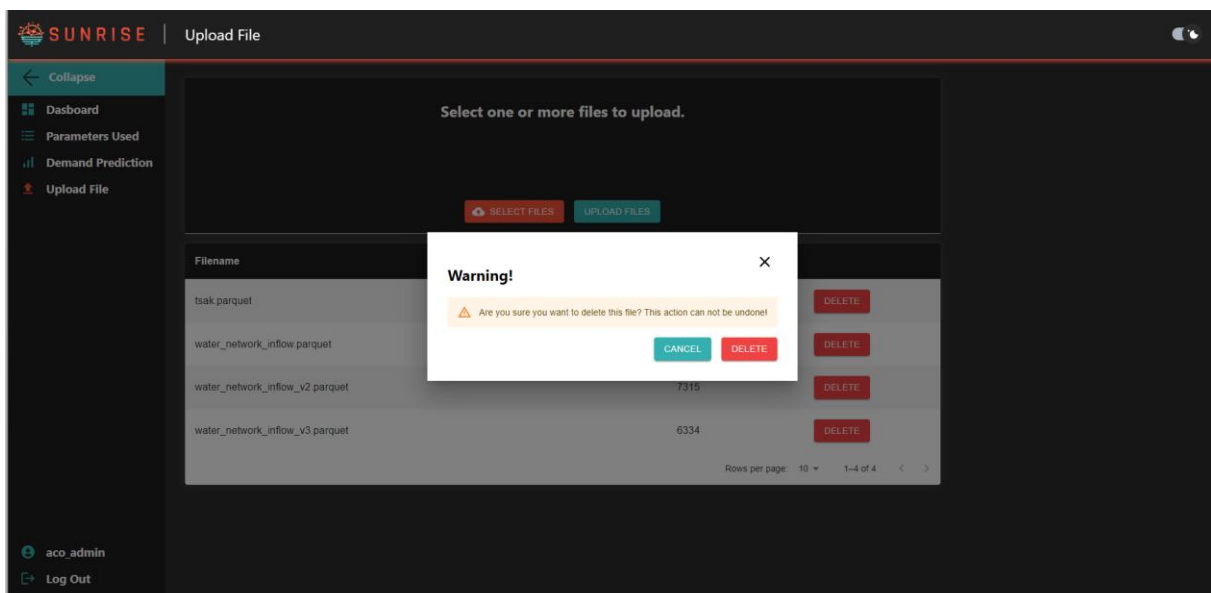 SUNRISE
Upload File
Collapse
Dasboard
Parameters Used
Demand Prediction
Upload File
Select one or more files to upload.
SELECT FILES
UPLOAD FILES
Filename
Warning!
Are you sure you want to delete this file? This action can not be undone!
CANCEL
DELETE
tsak.parquet
DELETE
water_network_inflow.parquet
DELETE
water_network_inflow_v2.parquet 7315 DELETE
water_network_inflow_v3.parquet 6334 DELETE
Rows per page: 10 1–4 of 4
aco_admin
Log Out